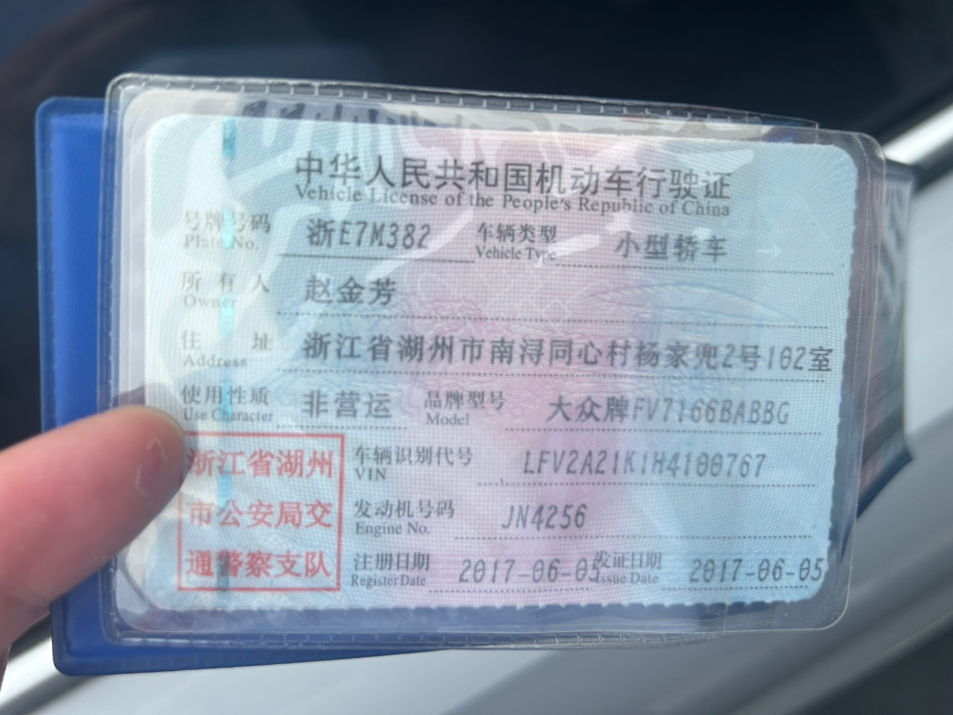 中华人民共和国机动车行驶证
Vehicle License of the People's Republic of China
号牌号码 浙E7M382 车辆类型 小型轿车
Plate No. Vehicle Type
所有人 赵金芳
Owner
住址 浙江省湖州市南浔同心村杨家兜2号102室
Address
使用性质 非营运 品牌型号 大众牌FV7166BABBG
Use Character Model
浙江省湖州 车辆识别代号 LFV2A21K1H4100767
VIN
市公安局交 发动机号码 JN4256
Engine No.
通警察支队 注册日期 2017-06-05 发证日期 2017-06-05
Register Date Issue Date